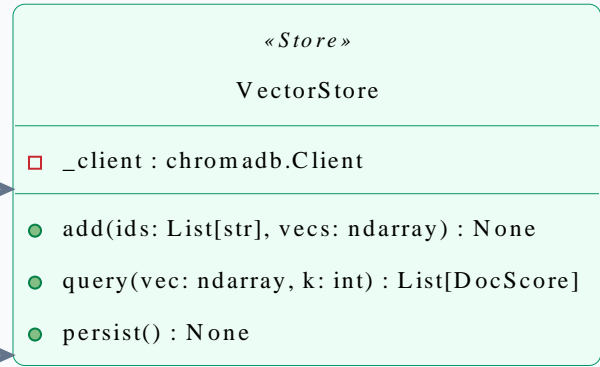 «Store»
VectorStore
_client : chromadb.Client
add(ids: List[str], vecs: ndarray) : None
query(vec: ndarray, k: int) : List[DocScore]
persist() : None